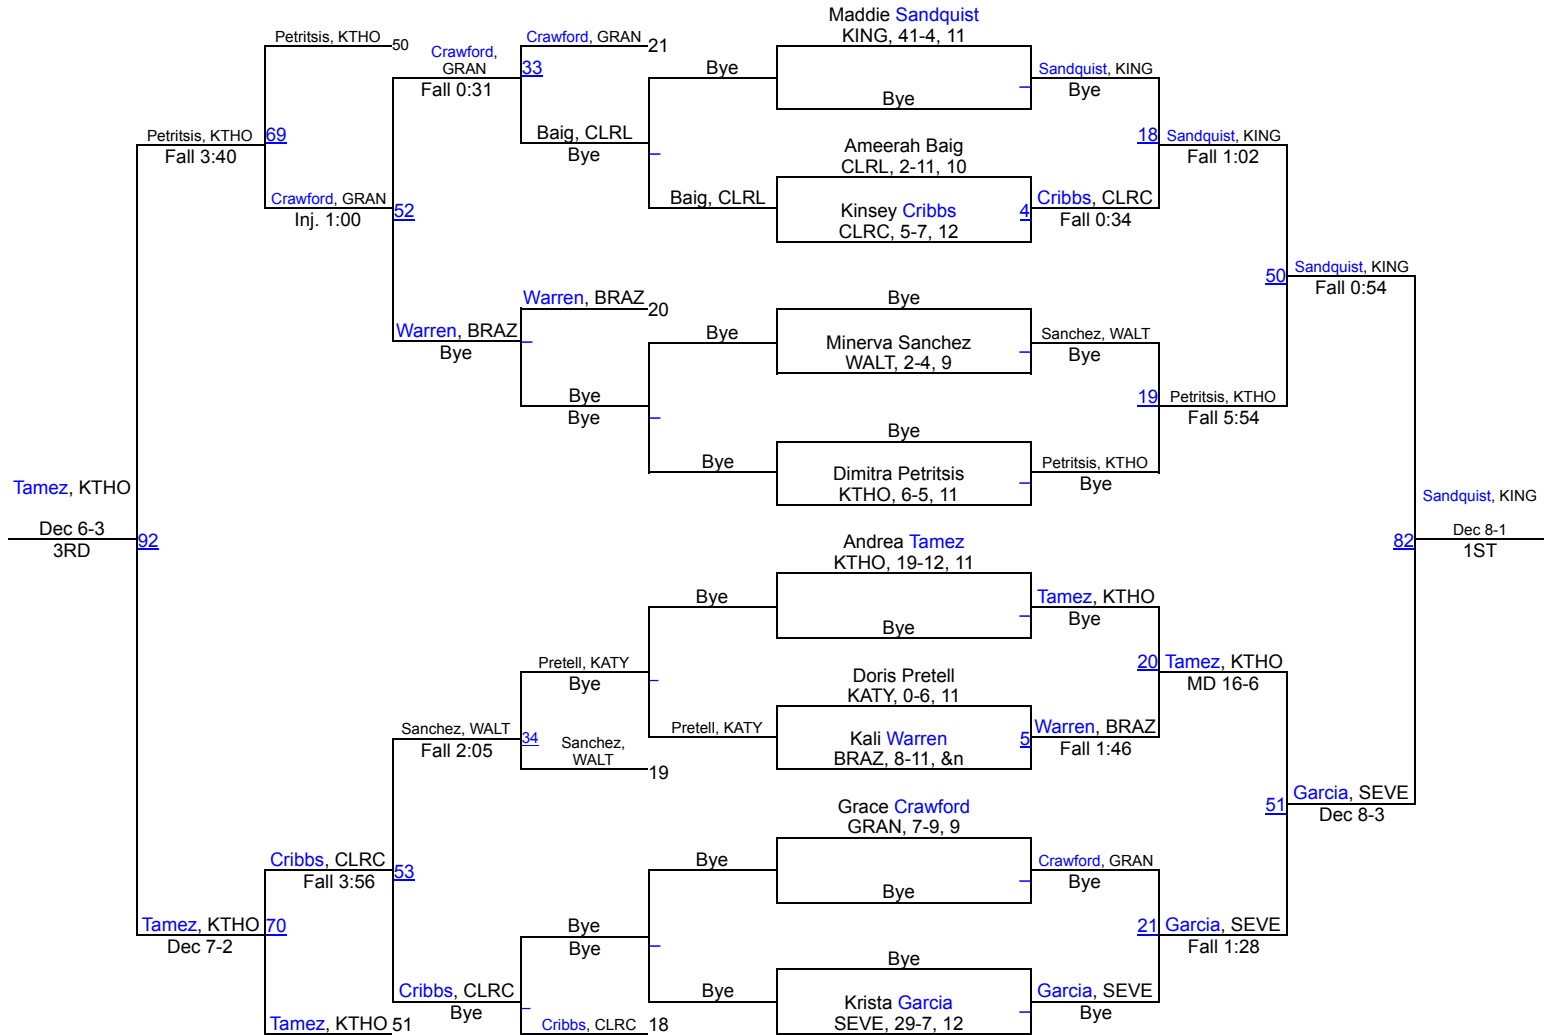 Maddie Sandquist
KING, 41-4, 11
Petritsis, KTHO 50
Crawford,
GRAN
Fall 0:31
Crawford, GRAN 21
33
Bye
Bye
Sandquist, KING
Bye
Petritsis, KTHO
Fall 3:40
69
Baig, CLRL
Bye
Ameerah Baig
CLRL, 2-11, 10
18 Sandquist, KING
Fall 1:02
Crawford, GRAN
Inj. 1:00
52
Baig, CLRL
Kinsey Cribbs
CLRC, 5-7, 12
4 Cribbs, CLRC
Fall 0:34
50 Sandquist, KING
Fall 0:54
Warren, BRAZ 20
Bye
Warren, BRAZ
Bye
Bye
Minerva Sanchez
WALT, 2-4, 9
Sanchez, WALT
Bye
Bye
Bye
19 Petritsis, KTHO
Fall 5:54
Bye
Bye
Dimitra Petritsis
KTHO, 6-5, 11
Petritsis, KTHO
Bye
Tamez, KTHO
Dec 6-3
3RD
92
Sandquist, KING
82 Dec 8-1
1ST
Andrea Tamez
KTHO, 19-12, 11
Bye
Bye
Tamez, KTHO
Bye
Pretell, KATY
Bye
Doris Pretell
KATY, 0-6, 11
20 Tamez, KTHO
MD 16-6
Sanchez, WALT
Fall 2:05
34 Sanchez,
WALT
19
Pretell, KATY
Kali Warren
BRAZ, 8-11, &n
5 Warren, BRAZ
Fall 1:46
51 Garcia, SEVE
Dec 8-3
Grace Crawford
GRAN, 7-9, 9
Cribbs, CLRC
Fall 3:56
53
Bye
Bye
Crawford, GRAN
Bye
Tamez, KTHO
Dec 7-2
70
Bye
Bye
21 Garcia, SEVE
Fall 1:28
Bye
Cribbs, CLRC
Bye
Bye
Krista Garcia
SEVE, 29-7, 12
Garcia, SEVE
Bye
Tamez, KTHO 51
Cribbs, CLRC 18